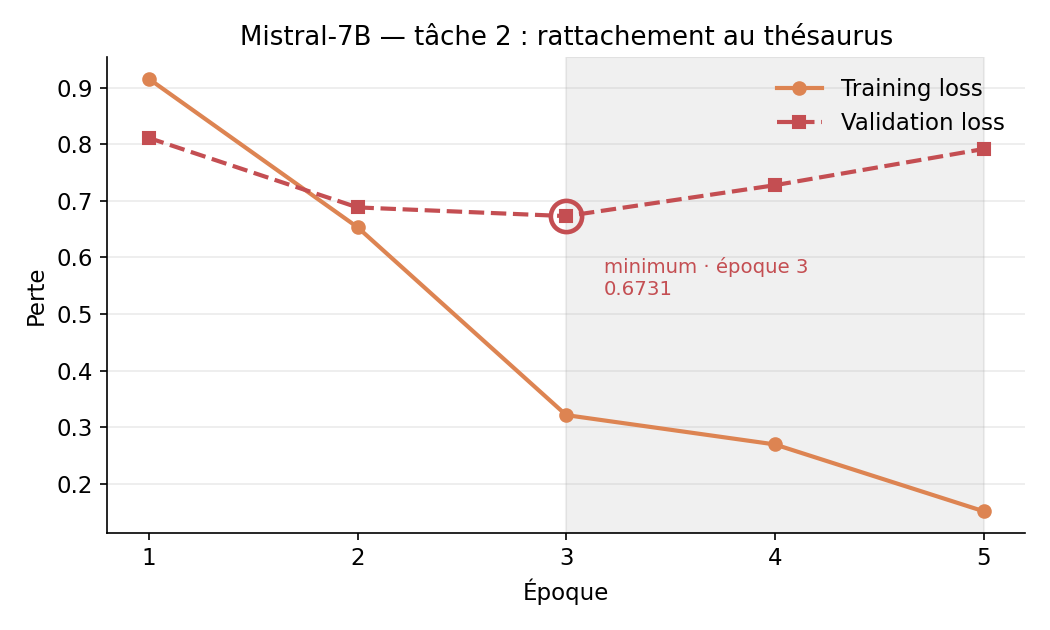 Mistral-7B — tâche 2 : rattachement au thésaurus
Training loss
Validation loss
minimum · époque 3
0.6731
Perte
0.9
0.8
0.7
0.6
0.5
0.4
0.3
0.2
1 2 3 4 5
Époque